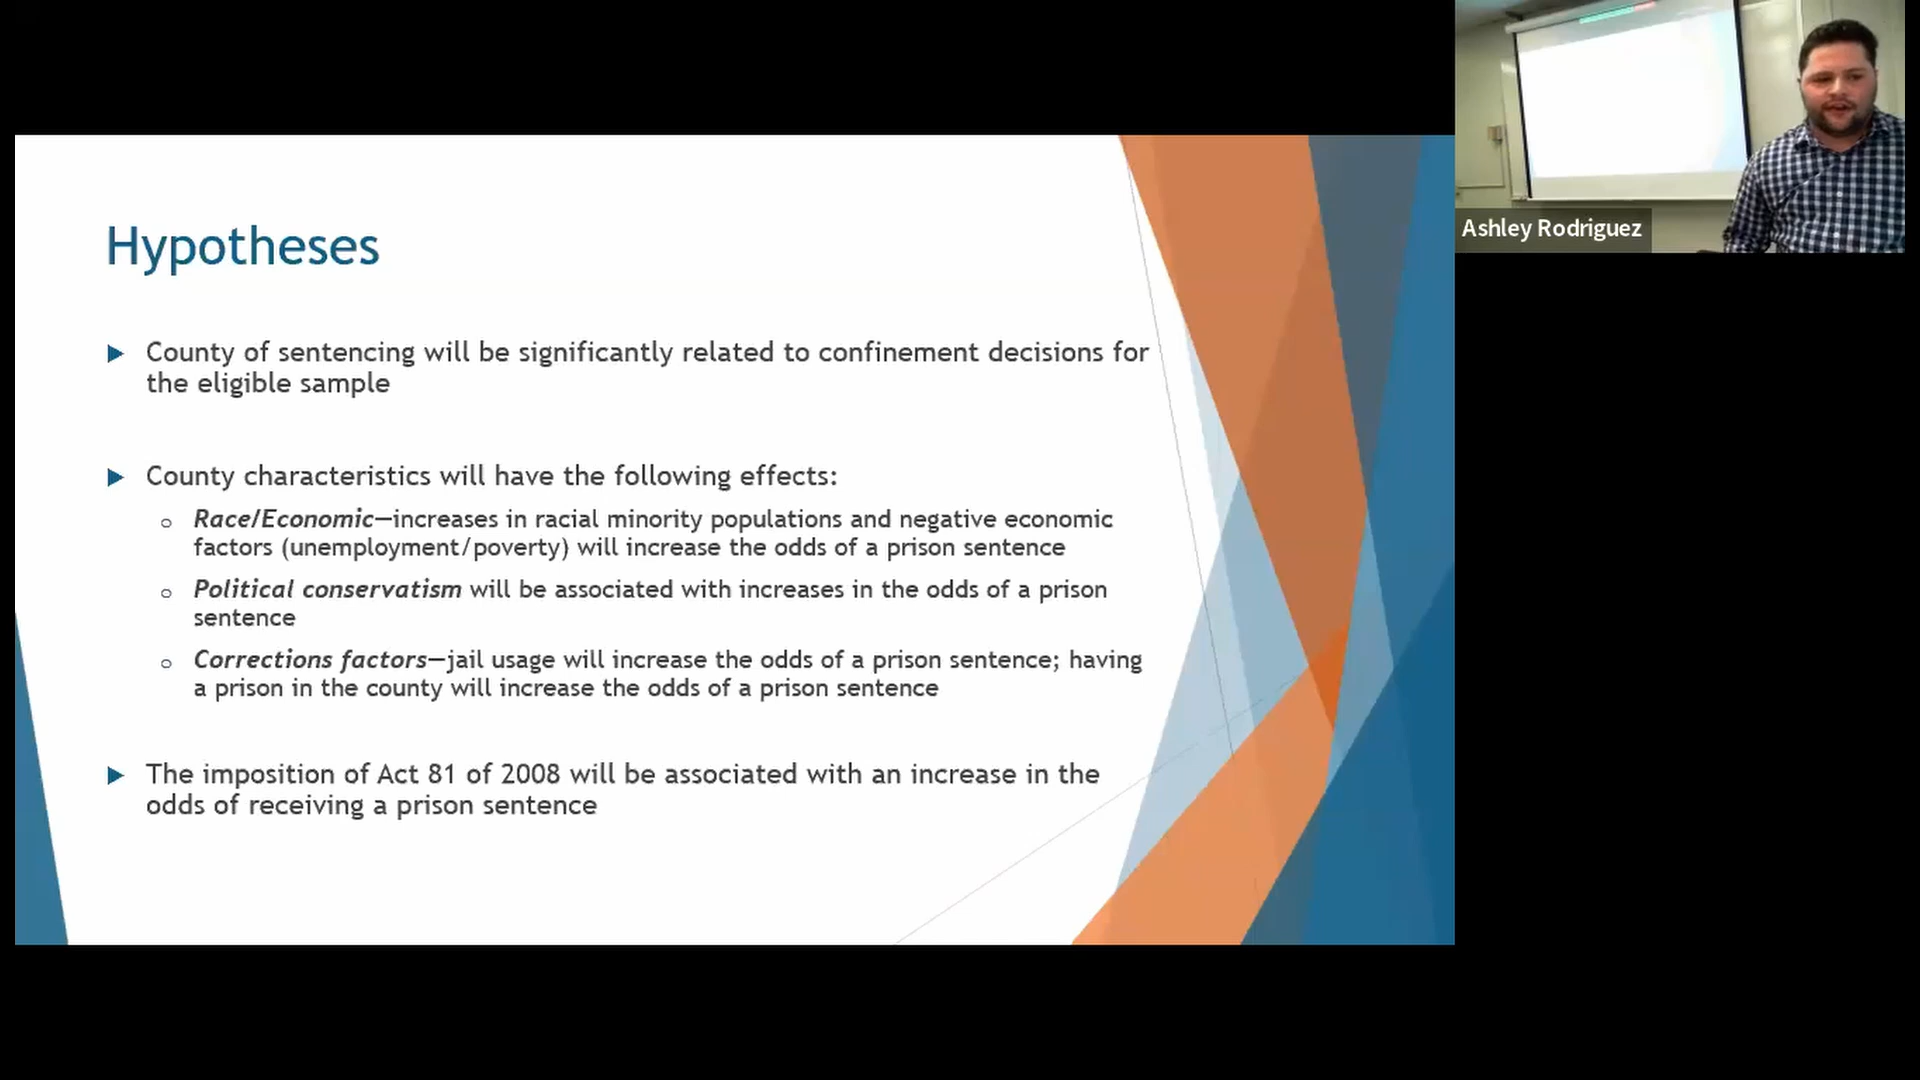 Hypotheses
County of sentencing will be significantly related to confinement decisions for
the eligible sample
County characteristics will have the following effects:
Race/Economic—increases in racial minority populations and negative economic
factors (unemployment/poverty) will increase the odds of a prison sentence
Political conservatism will be associated with increases in the odds of a prison
sentence
Corrections factors—jail usage will increase the odds of a prison sentence; having
a prison in the county will increase the odds of a prison sentence
The imposition of Act 81 of 2008 will be associated with an increase in the
odds of receiving a prison sentence
Ashley Rodriguez